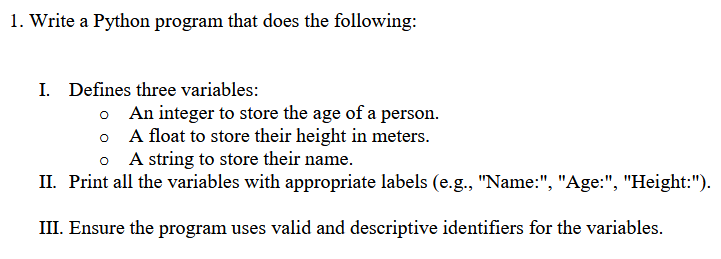 1. Write a Python program that does the following:
I. Defines three variables:
o An integer to store the age of a person.
o A float to store their height in meters.
o A string to store their name.
II. Print all the variables with appropriate labels (e.g., "Name:", "Age:", "Height:").
III. Ensure the program uses valid and descriptive identifiers for the variables.